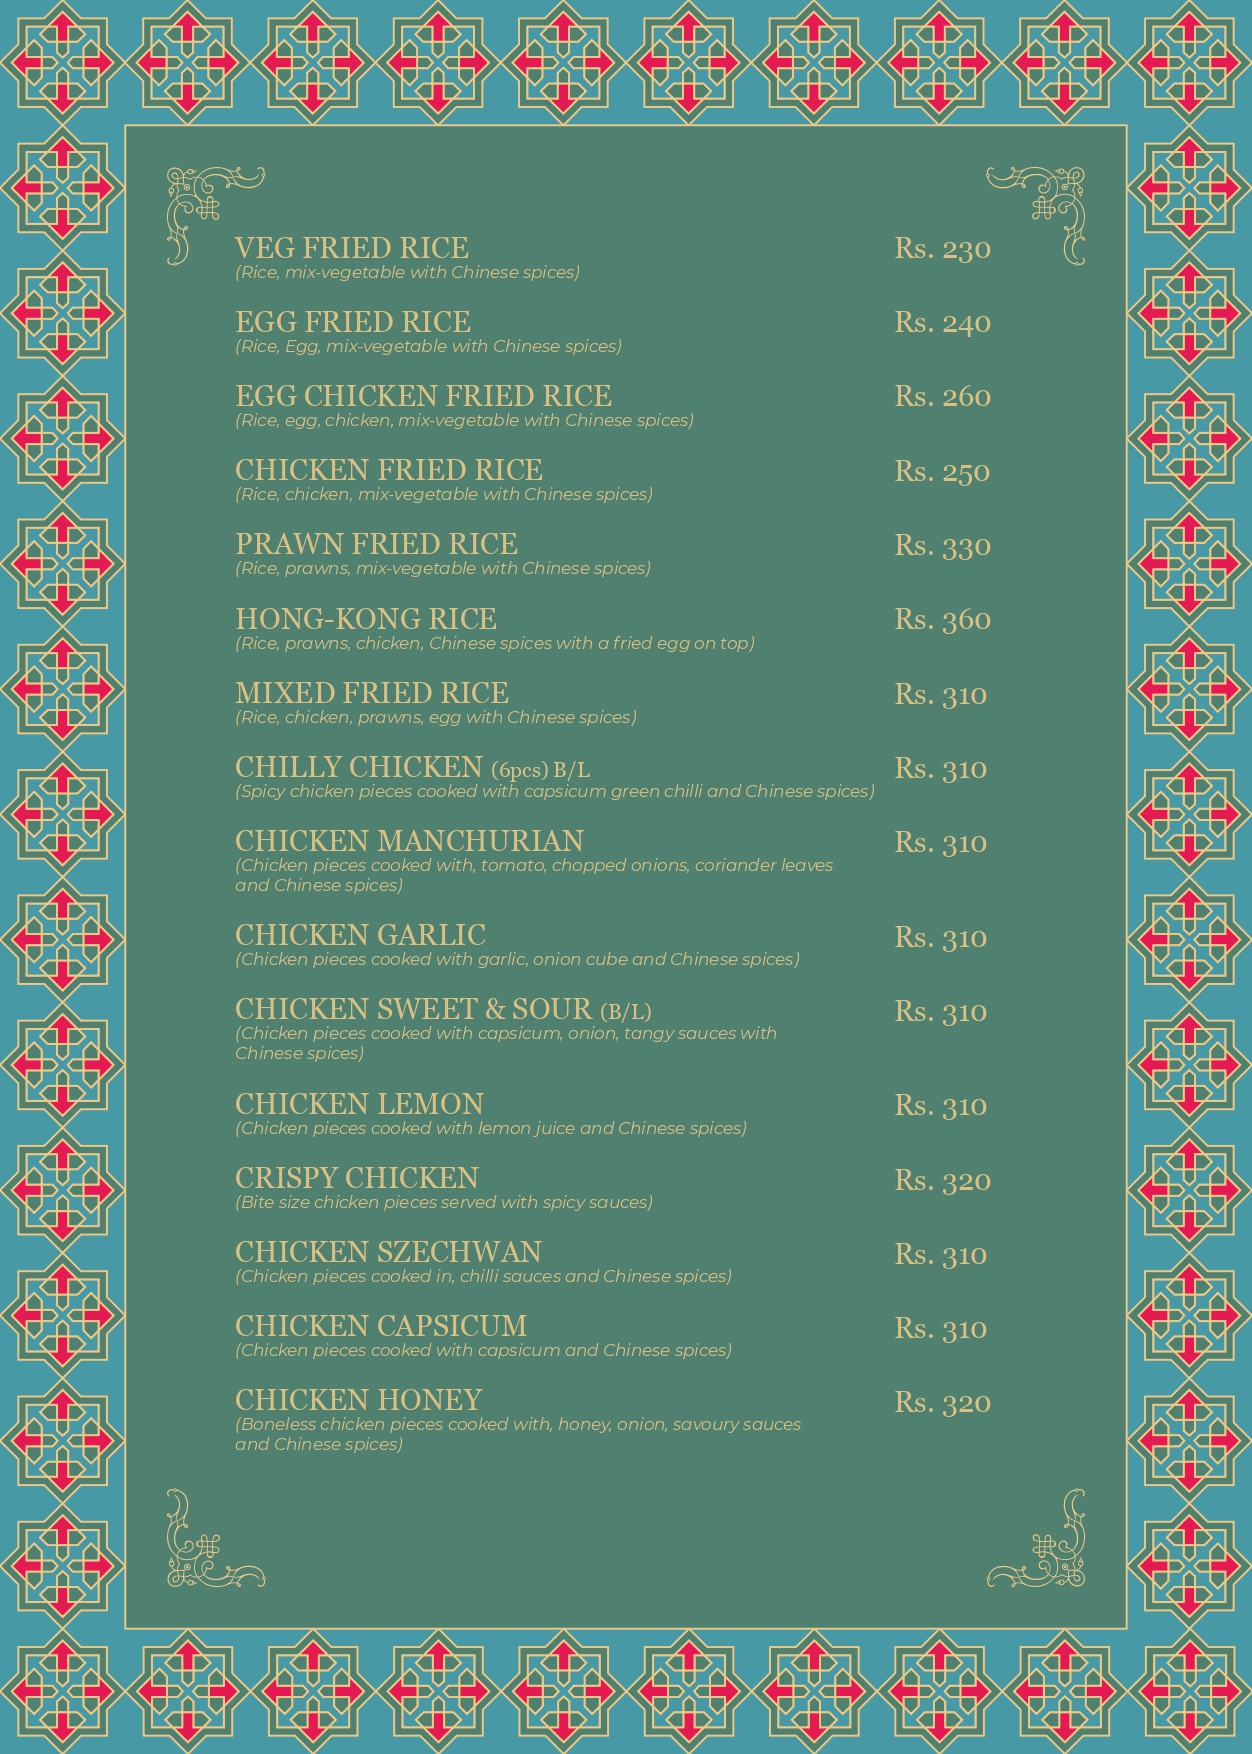 VEG FRIED RICE Rs. 230
(Rice, mix-vegetable with Chinese spices)
EGG FRIED RICE Rs. 240
(Rice, Egg, mix-vegetable with Chinese spices)
EGG CHICKEN FRIED RICE Rs. 260
(Rice, egg, chicken, mix-vegetable with Chinese spices)
CHICKEN FRIED RICE Rs. 250
(Rice, chicken, mix-vegetable with Chinese spices)
PRAWN FRIED RICE Rs. 330
(Rice, prawns, mix-vegetable with Chinese spices)
HONG-KONG RICE Rs. 360
(Rice, prawns, chicken, Chinese spices with a fried egg on top)
MIXED FRIED RICE Rs. 310
(Rice, chicken, prawns, egg with Chinese spices)
CHILLY CHICKEN (6pcs) B/L Rs. 310
(Spicy chicken pieces cooked with capsicum green chilli and Chinese spices)
CHICKEN MANCHURIAN Rs. 310
(Chicken pieces cooked with, tomato, chopped onions, coriander leaves
and Chinese spices)
CHICKEN GARLIC Rs. 310
(Chicken pieces cooked with garlic, onion cube and Chinese spices)
CHICKEN SWEET & SOUR (B/L) Rs. 310
(Chicken pieces cooked with capsicum, onion, tangy sauces with
Chinese spices)
CHICKEN LEMON Rs. 310
(Chicken pieces cooked with lemon juice and Chinese spices)
CRISPY CHICKEN Rs. 320
(Bite size chicken pieces served with spicy sauces)
CHICKEN SZECHWAN Rs. 310
(Chicken pieces cooked in, chilli sauces and Chinese spices)
CHICKEN CAPSICUM Rs. 310
(Chicken pieces cooked with capsicum and Chinese spices)
CHICKEN HONEY Rs. 320
(Boneless chicken pieces cooked with, honey, onion, savoury sauces
and Chinese spices)